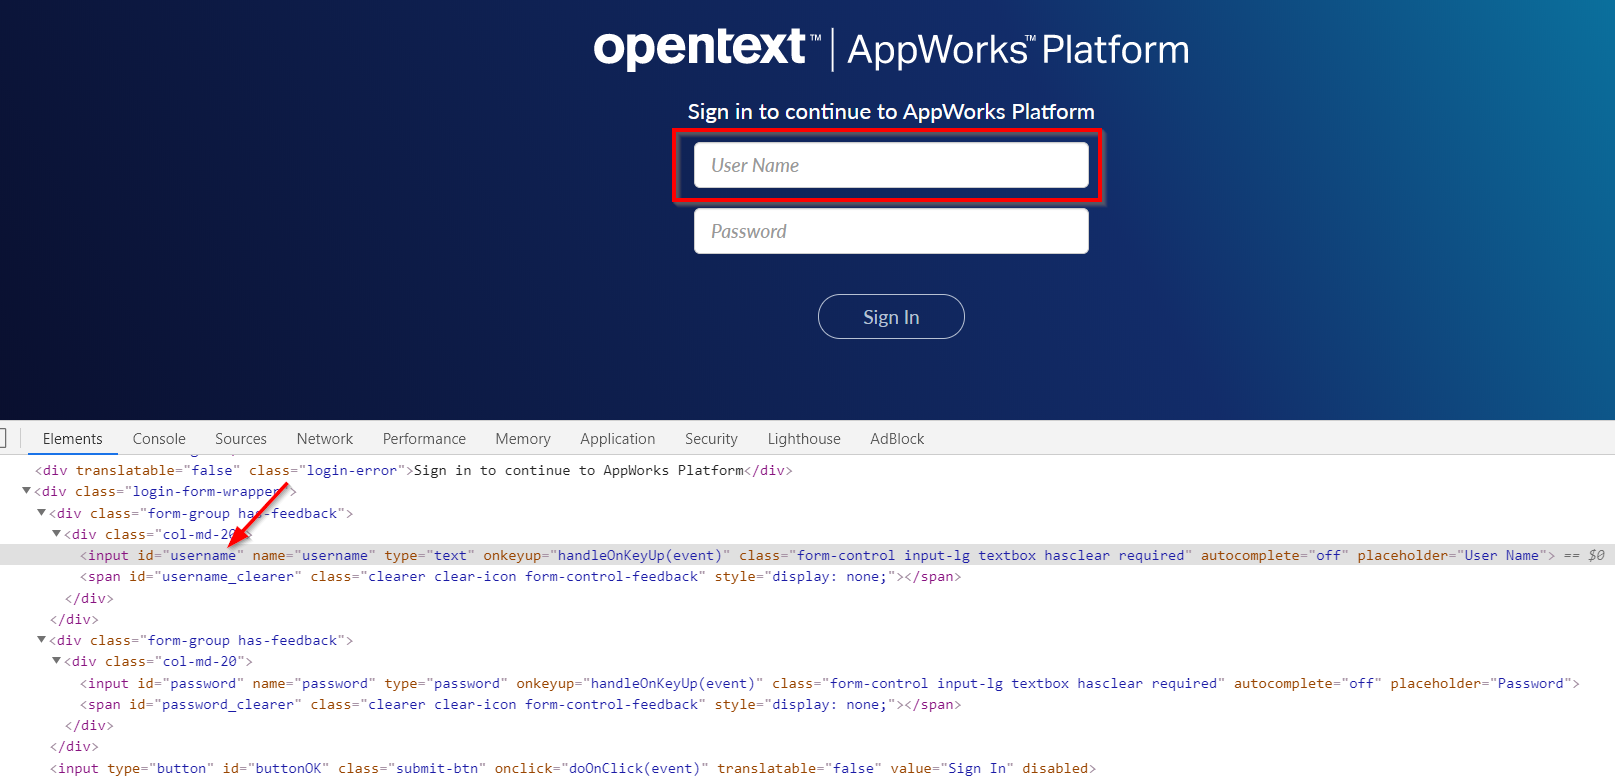 opentext™ | AppWorks™ Platform
Sign in to continue to AppWorks Platform
User Name
Password
Sign In
Elements Console Sources Network Performance Memory Application Security Lighthouse AdBlock
<div translatable="false" class="login-error">Sign in to continue to AppWorks Platform</div>
▼<div class="login-form-wrapper">
▼<div class="form-group has-feedback">
▼<div class="col-md-20">
<input id="username" name="username" type="text" onkeyup="handleOnKeyUp(event)" class="form-control input-lg textbox hasclear required" autocomplete="off" placeholder="User Name"> == $0
<span id="username_clearer" class="clearer clear-icon form-control-feedback" style="display: none;"></span>
</div>
</div>
▼<div class="form-group has-feedback">
▼<div class="col-md-20">
<input id="password" name="password" type="password" onkeyup="handleOnKeyUp(event)" class="form-control input-lg textbox hasclear required" autocomplete="off" placeholder="Password">
<span id="password_clearer" class="clearer clear-icon form-control-feedback" style="display: none;"></span>
</div>
</div>
<input type="button" id="buttonOK" class="submit-btn" onclick="doOnClick(event)" translatable="false" value="Sign In" disabled>